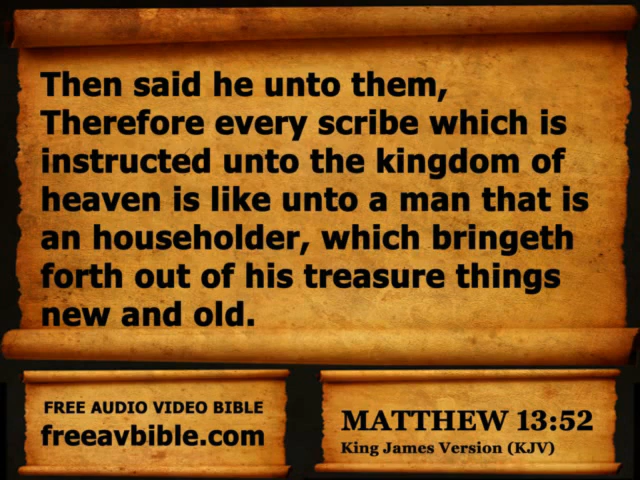 Then said he unto them,
Therefore every scribe which is
instructed unto the kingdom of
heaven is like unto a man that is
an householder, which bringeth
forth out of his treasure things
new and old.
FREE AUDIO VIDEO BIBLE
freeavbible.com
MATTHEW 13:52
King James Version (KJV)